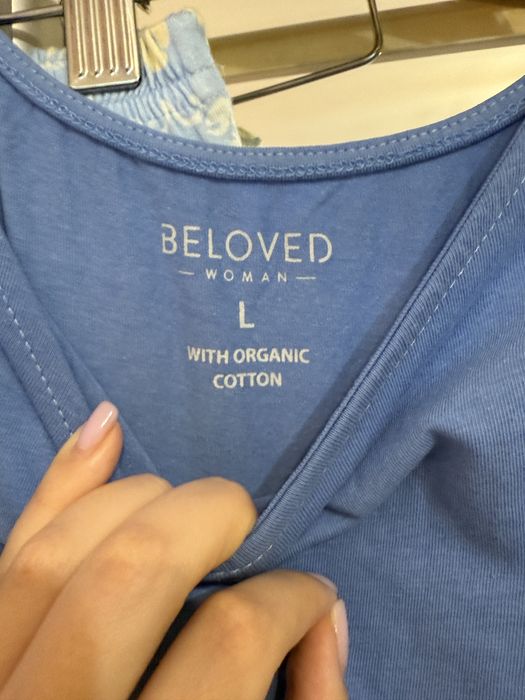 BELOVED
— WOMAN —
L
WITH ORGANIC
COTTON